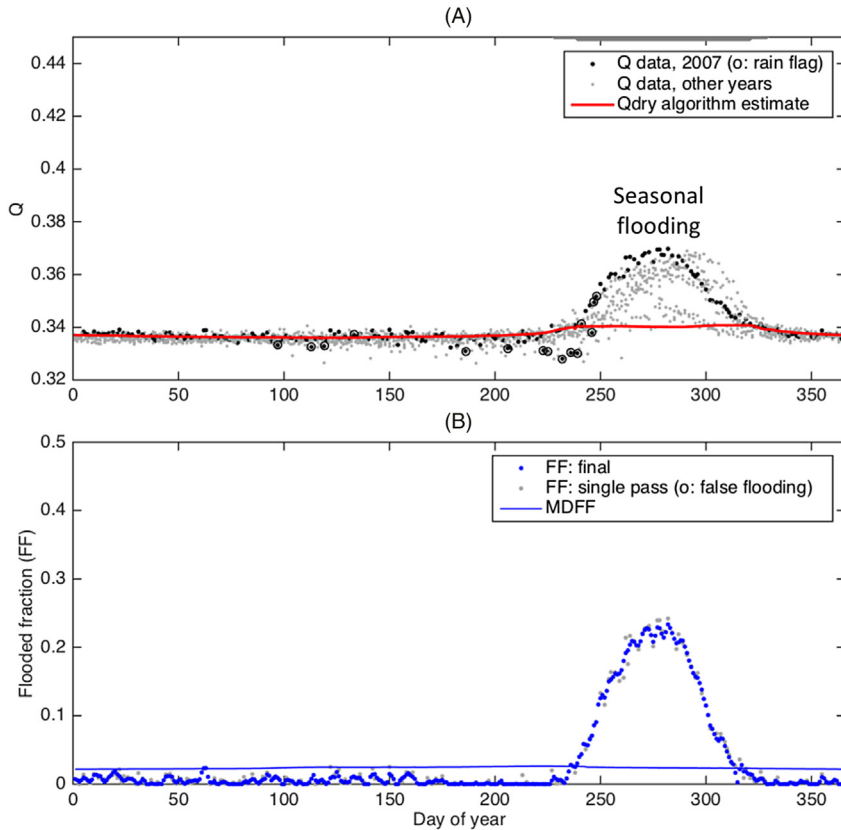 (A)
0.44
0.42
0.4
0.38
0.36
0.34
0.32
Q
Q data, 2007 (o: rain flag)
Q data, other years
Qdry algorithm estimate
Seasonal
flooding
0 50 100 150 200 250 300 350
(B)
0.5
0.4
0.3
0.2
0.1
0
Flooded fraction (FF)
FF: final
FF: single pass (o: false flooding)
MDFF
0 50 100 150 200 250 300 350
Day of year